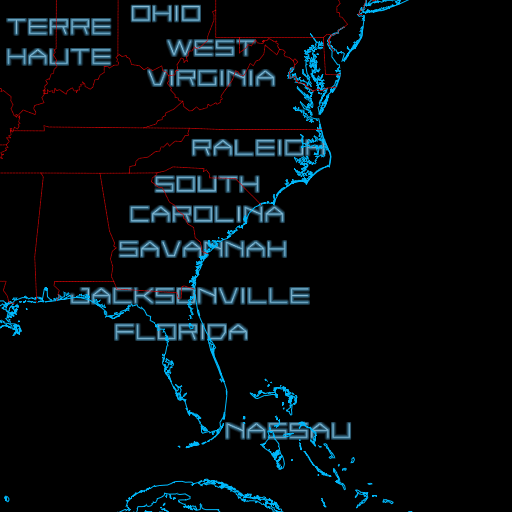 OHIO
TERRE
HAUTE
WEST
VIRGINIA
RALEIGH
SOUTH
CAROLINA
SAVANNAH
JACKSONVILLE
FLORIDA
NASSAU